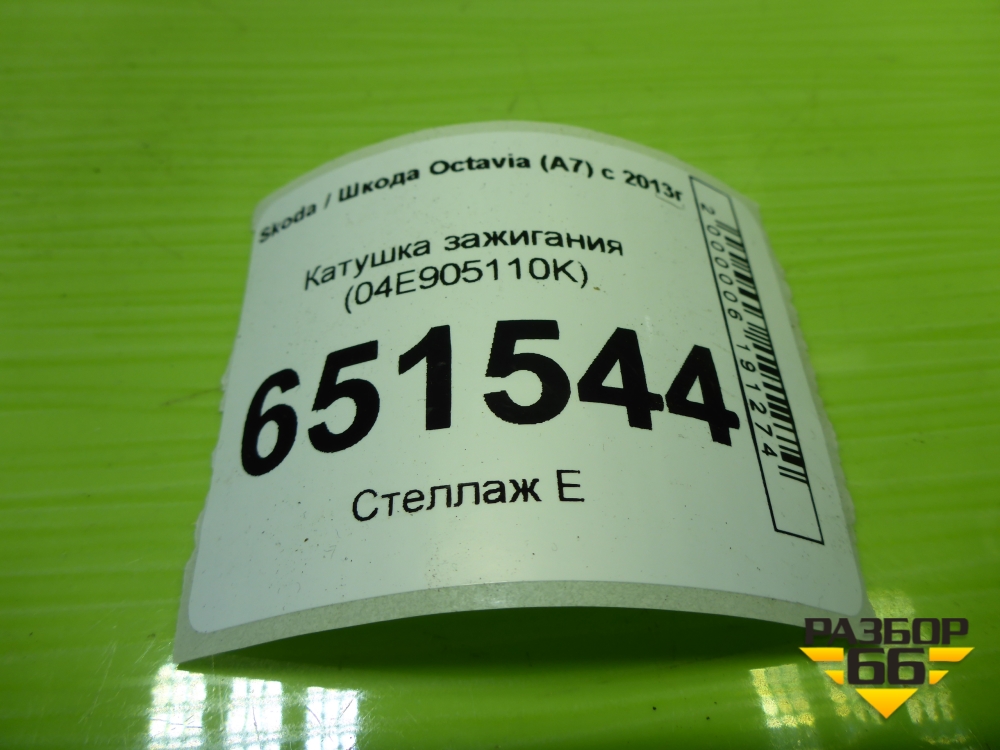 Skoda / Шкода Octavia (A7) с 2013г
Катушка зажигания
(04E905110K)
651544
Стеллаж Е
2000006191274
РАЗБОР
66